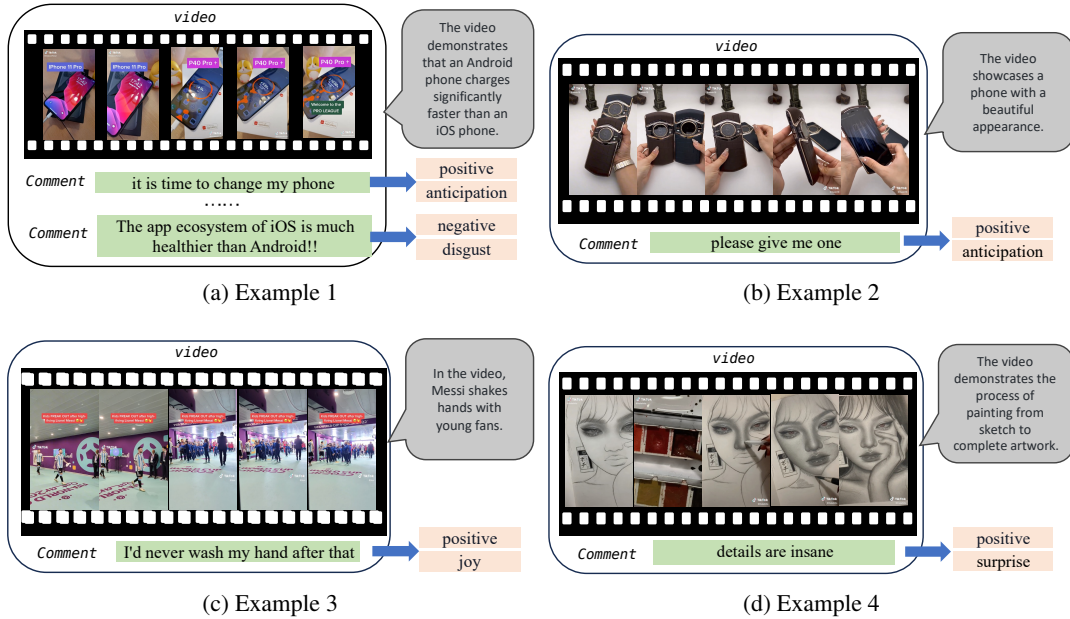 video
The video
demonstrates
that an Android
phone charges
significantly
faster than an
iOS phone.
iPhone 11 Pro
iPhone 11 Pro
P40 Pro +
P40 Pro +
P40 Pro +
Welcome to the
PRO LEAGUE
Comment
it is time to change my phone
positive
anticipation
......
Comment
The app ecosystem of iOS is much
healthier than Android!!
negative
disgust
(a) Example 1
video
The video
showcases a
phone with a
beautiful
appearance.
Comment
please give me one
positive
anticipation
(b) Example 2
video
In the video,
Messi shakes
hands with
young fans.
Comment
I'd never wash my hand after that
positive
joy
(c) Example 3
video
The video
demonstrates the
process of
painting from
sketch to
complete artwork.
Comment
details are insane
positive
surprise
(d) Example 4